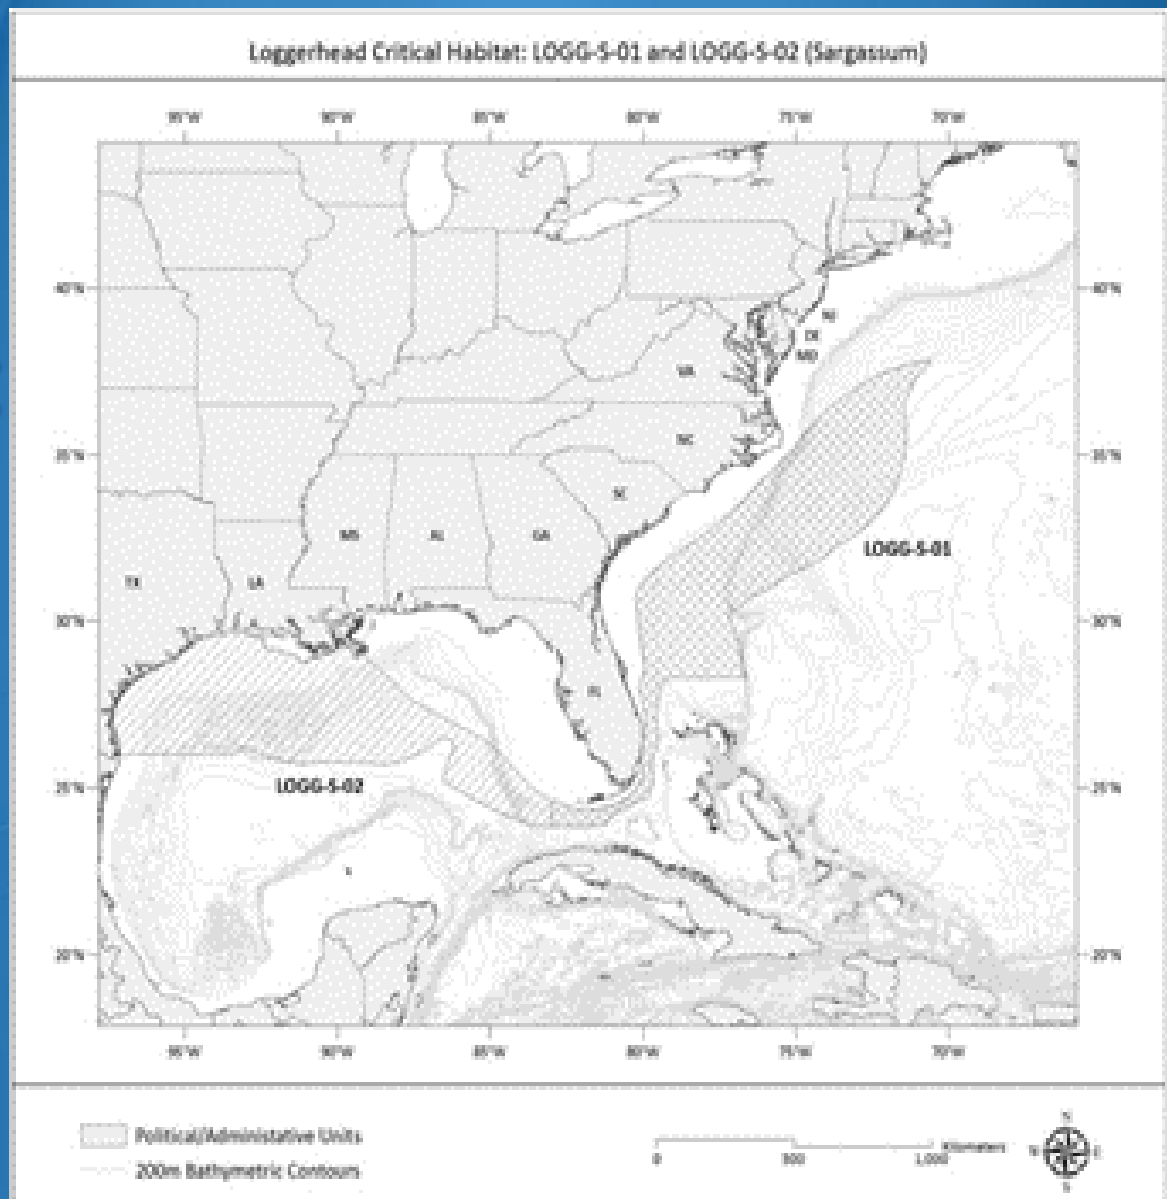 Loggerhead Critical Habitat: LOGG-S-01 and LOGG-S-02 (Sargassum)
95°W 90°W 85°W 80°W 75°W 70°W
40°N 40°N
NJ
DE
MD
VA
35°N NC 35°N
SC
MS AL GA
LOGG-S-01
TX LA
30°N 30°N
FL
LOGG-S-02
25°N 25°N
20°N 20°N
95°W 90°W 85°W 80°W 75°W 70°W
Political/Administative Units
200m Bathymetric Contours
Kilometers
0 500 1,000
N
W E
S